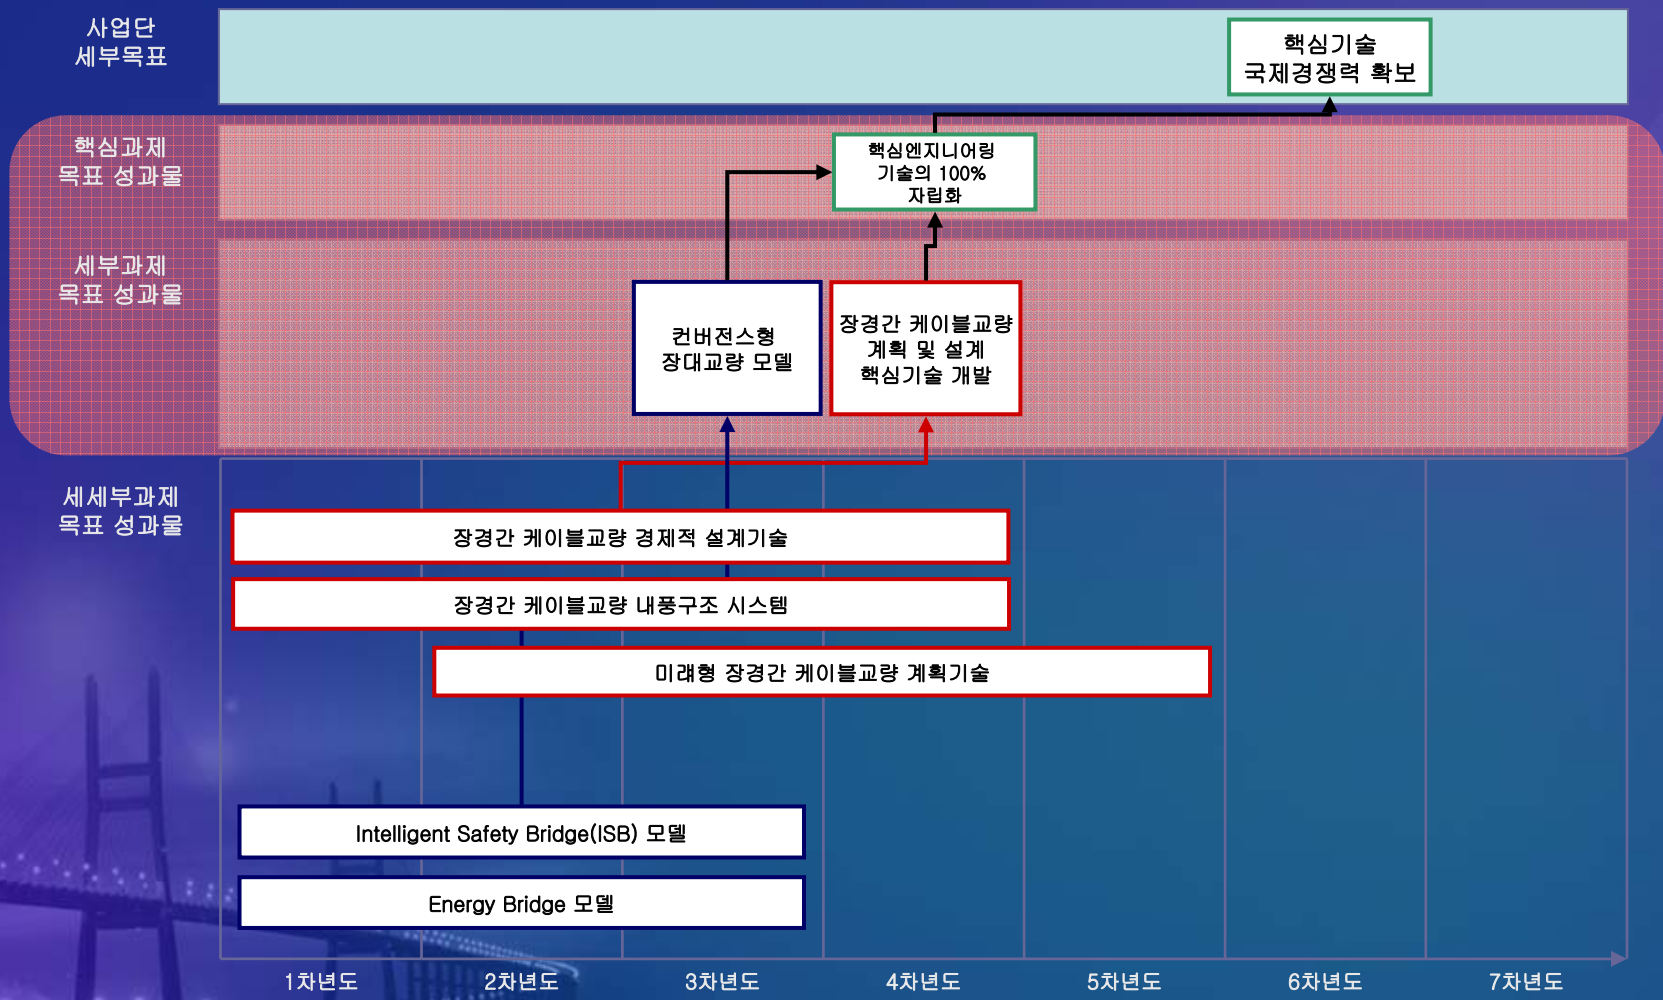 사업단
세부목표
핵심기술
국제경쟁력 확보
핵심과제
목표 성과물
핵심엔지니어링
기술의 100%
자립화
세부과제
목표 성과물
컨버전스형
장대교량 모델
장경간 케이블교량
계획 및 설계
핵심기술 개발
세세부과제
목표 성과물
장경간 케이블교량 경제적 설계기술
장경간 케이블교량 내풍구조 시스템
미래형 장경간 케이블교량 계획기술
Intelligent Safety Bridge(ISB) 모델
Energy Bridge 모델
1차년도
2차년도
3차년도
4차년도
5차년도
6차년도
7차년도